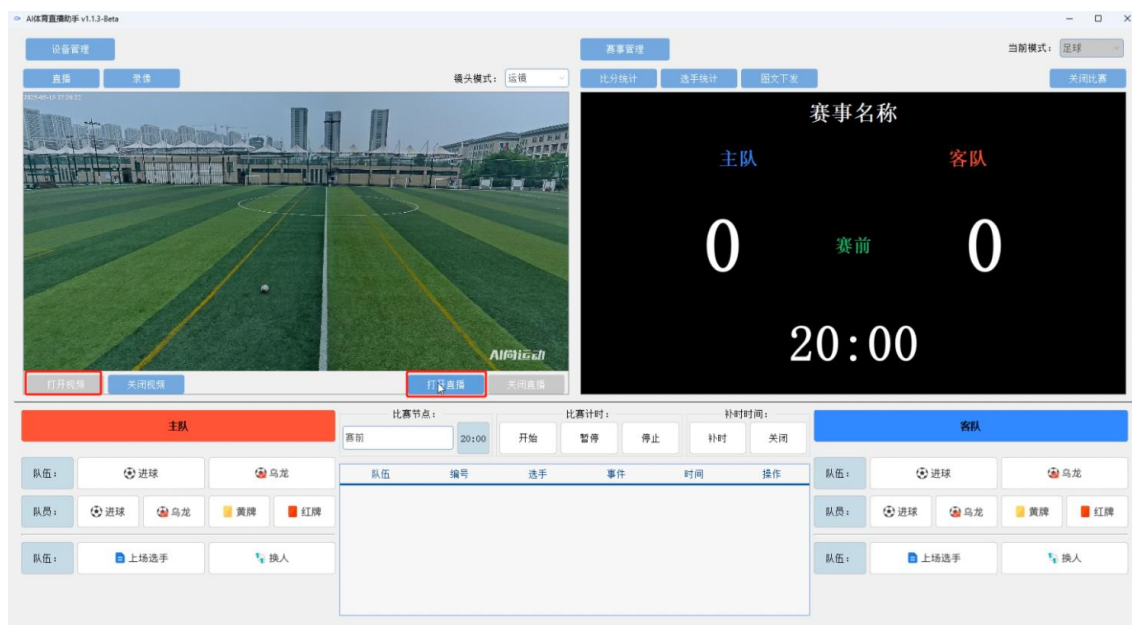 AI体育直播助手 v1.1.3-Beta
设备管理
赛事管理
当前模式： 足球
直播 录像 镜头模式： 运镜
比分统计 选手统计 图文下发 关闭比赛
赛事名称
主队 客队
0 赛前 0
20:00
AI尚运动
打开视频 关闭视频 打开直播 关闭直播
主队
比赛节点： 比赛计时： 补时时间：
赛前 20:00 开始 暂停 停止 补时 关闭
客队
队伍： 进球 乌龙
队伍 编号 选手 事件 时间 操作
队伍： 进球 乌龙
队员： 进球 乌龙 黄牌 红牌
队员： 进球 乌龙 黄牌 红牌
队伍： 上场选手 换人
队伍： 上场选手 换人